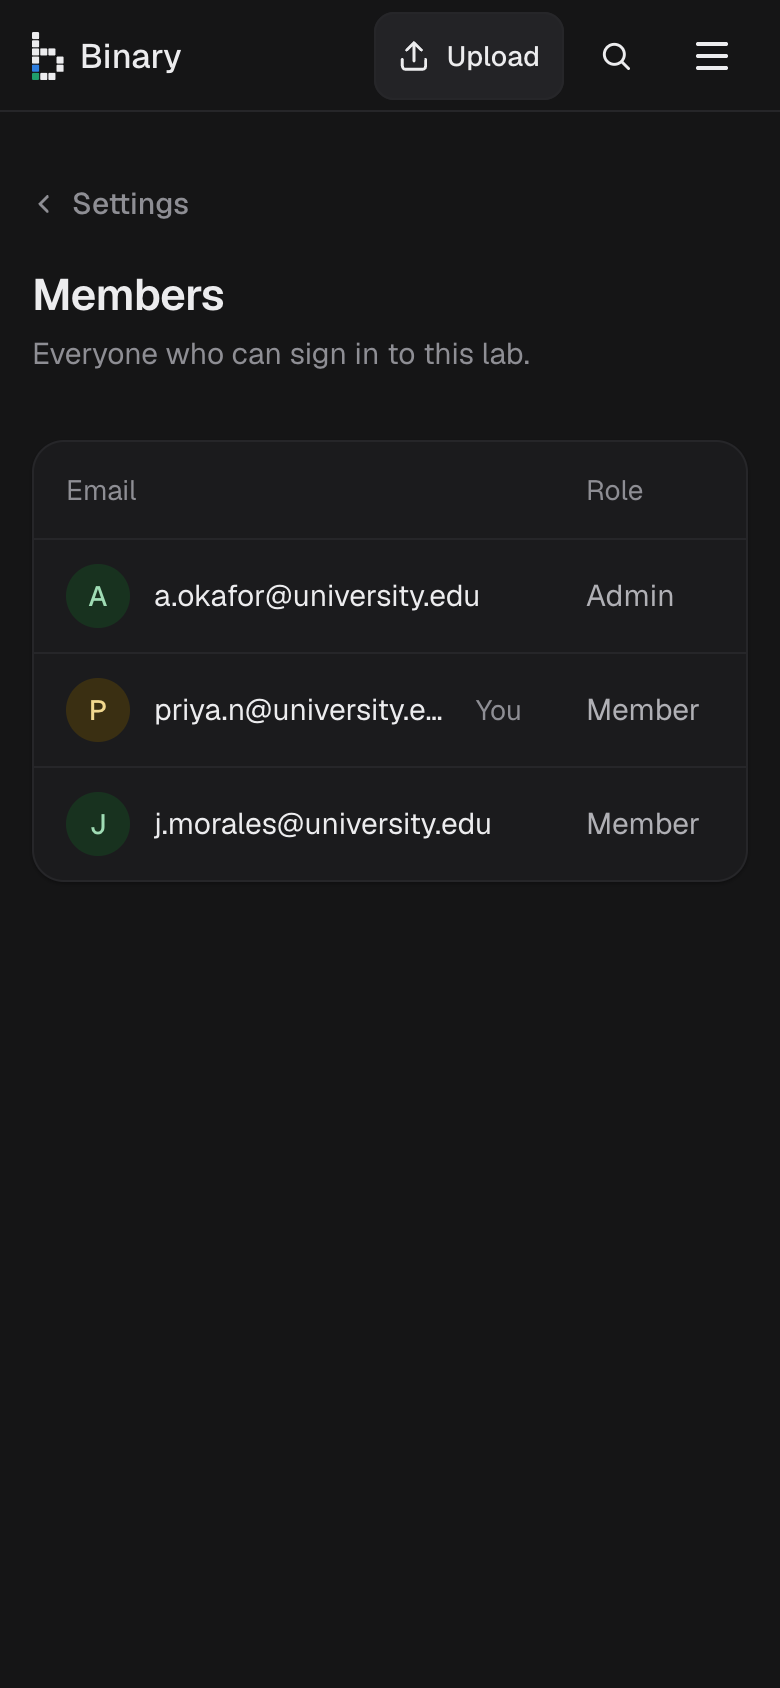 Binary
Upload
Settings
Members
Everyone who can sign in to this lab.
Email Role
A a.okafor@university.edu Admin
P priya.n@university.e... You Member
J j.morales@university.edu Member